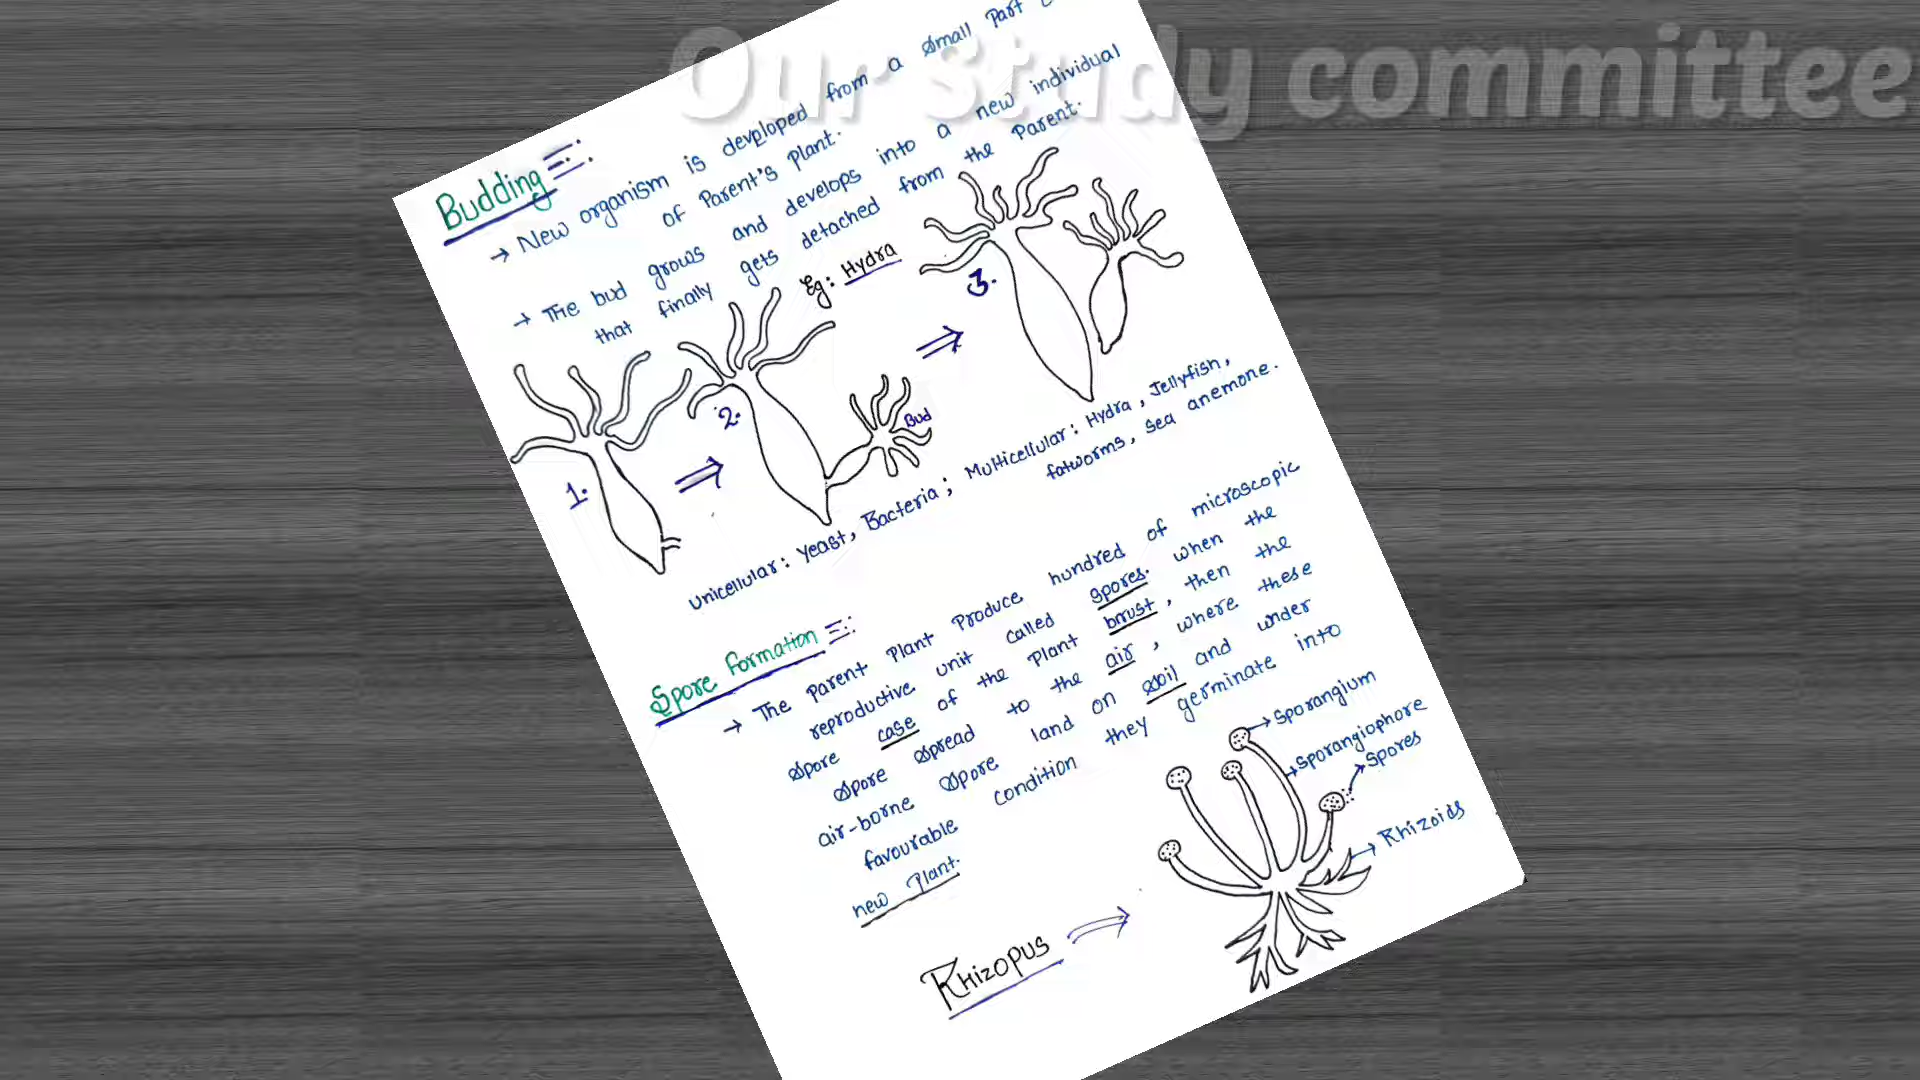 Our Study committee
Budding
→ New organism is developed from a small Part
of Parent's Plant.
→ The bud grows and develops into a new individual
that finally gets detached from the Parent.
Eg: Hydra
1.
2.
Bud
3.
Unicellular: Yeast, Bacteria; Multicellular: Hydra, Jellyfish,
fatworms, sea anemone.
Spore formation
→ The Parent Plant Produce hundred of microscopic
reproductive unit called spores. when the
spore case of the Plant brust, then the
spore spread to the air, where these
air-borne spore land on soil and under
favourable condition they germinate into
new Plant.
Sporangium
Sporangiophore
Spores
Rhizoids
Rhizopus